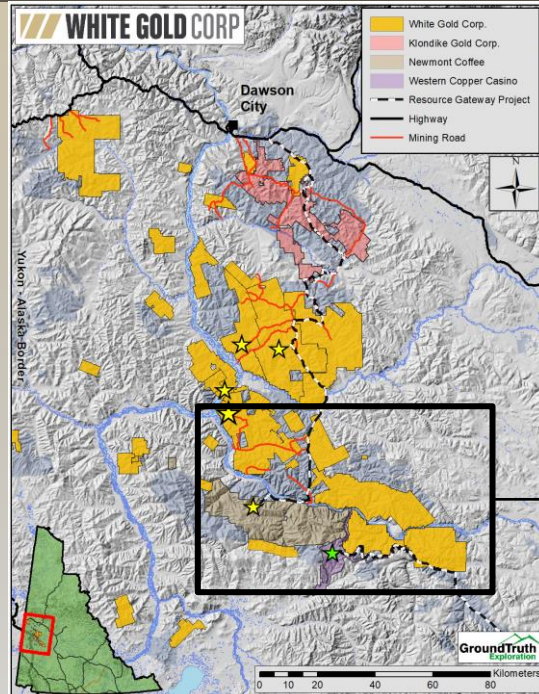 WHITE GOLD CORP
White Gold Corp.
Klondike Gold Corp.
Newmont Coffee
Western Copper Casino
Resource Gateway Project
Highway
Mining Road
N
Dawson
City
Yukon - Alaska Border
GroundTruth
Exploration
Kilometers
0 10 20 40 60 80